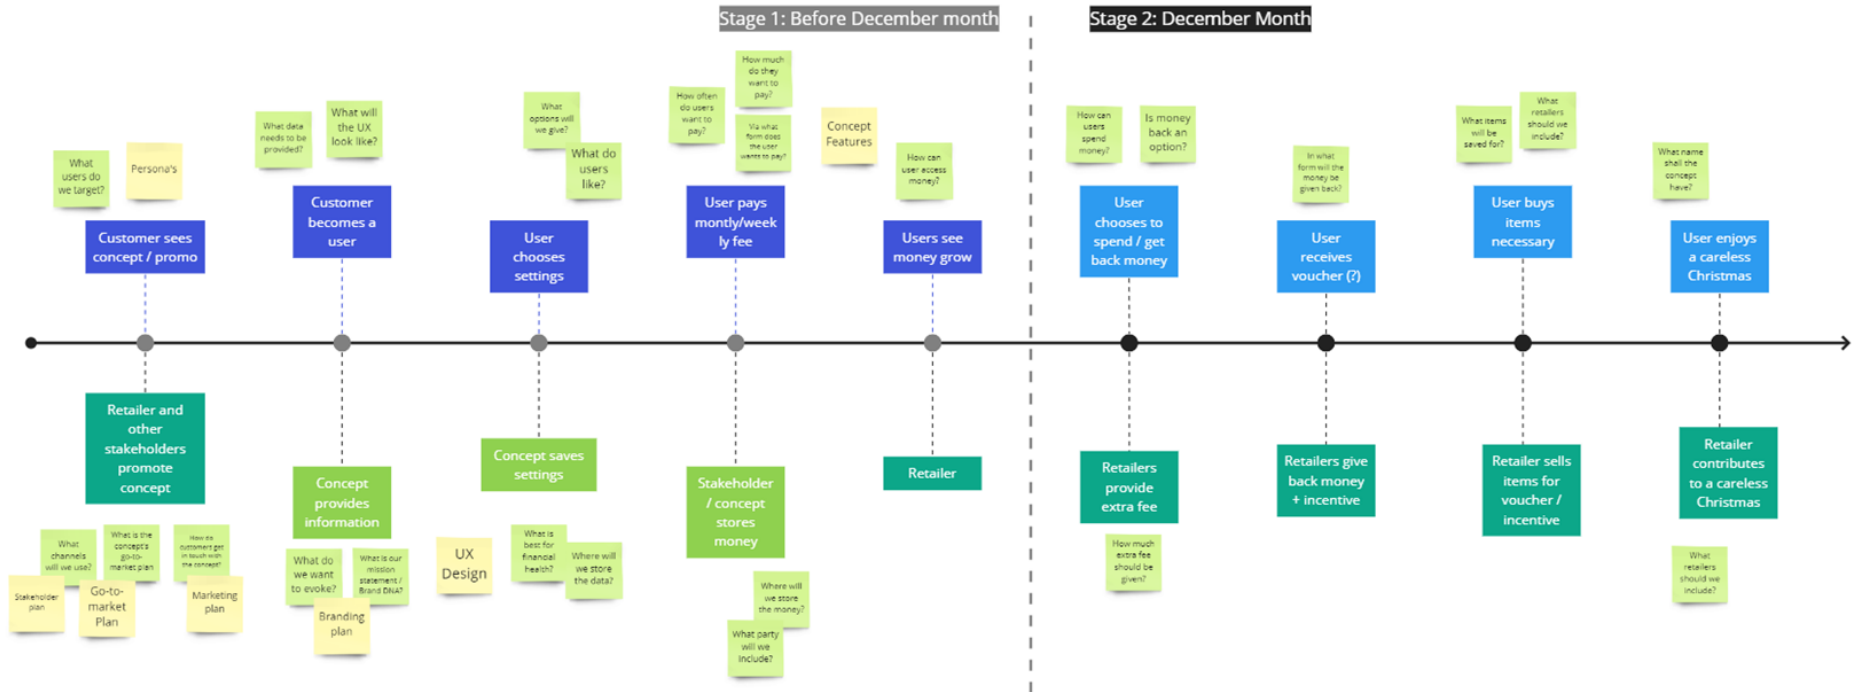 Stage 1: Before December month
Stage 2: December Month
What
users do
we target?
Persona's
What data
needs to be
provided?
What will
the UX
look like?
What
options will
we give?
What do
users
like?
How often
do users
want to
pay?
How much
do they
want to
pay?
Via what
form does
the user
wants to pay?
Concept
Features
How can
user access
money?
How can
users
spend
money?
Is money
back an
option?
In what
form will the
money be
given back?
What items
will be
saved for?
What
retailers
should we
include?
What name
shall the
concept
have?
Customer sees
concept / promo
Customer
becomes a
user
User
chooses
settings
User pays
montly/week
ly fee
Users see
money grow
User
chooses to
spend / get
back money
User
receives
voucher (?)
User buys
items
necessary
User enjoys
a careless
Christmas
Retailer and
other
stakeholders
promote
concept
Concept
provides
information
Concept saves
settings
Stakeholder
/ concept
stores
money
Retailer
Retailers
provide
extra fee
Retailers give
back money
+ incentive
Retailer sells
items for
voucher /
incentive
Retailer
contributes
to a careless
Christmas
What
channels
will we use?
What is the
concept's
go-to-
market plan
How do
customers get
in touch with
the concept?
Stakeholder
plan
Go-to-
market
Plan
Marketing
plan
What do
we want
to evoke?
What is our
mission
statement /
Brand DNA?
Branding
plan
UX
Design
What is
best for
financial
health?
Where will
we store
the data?
Where will
we store
the money?
What party
will we
include?
How much
extra fee
should be
given?
What
retailers
should we
include?